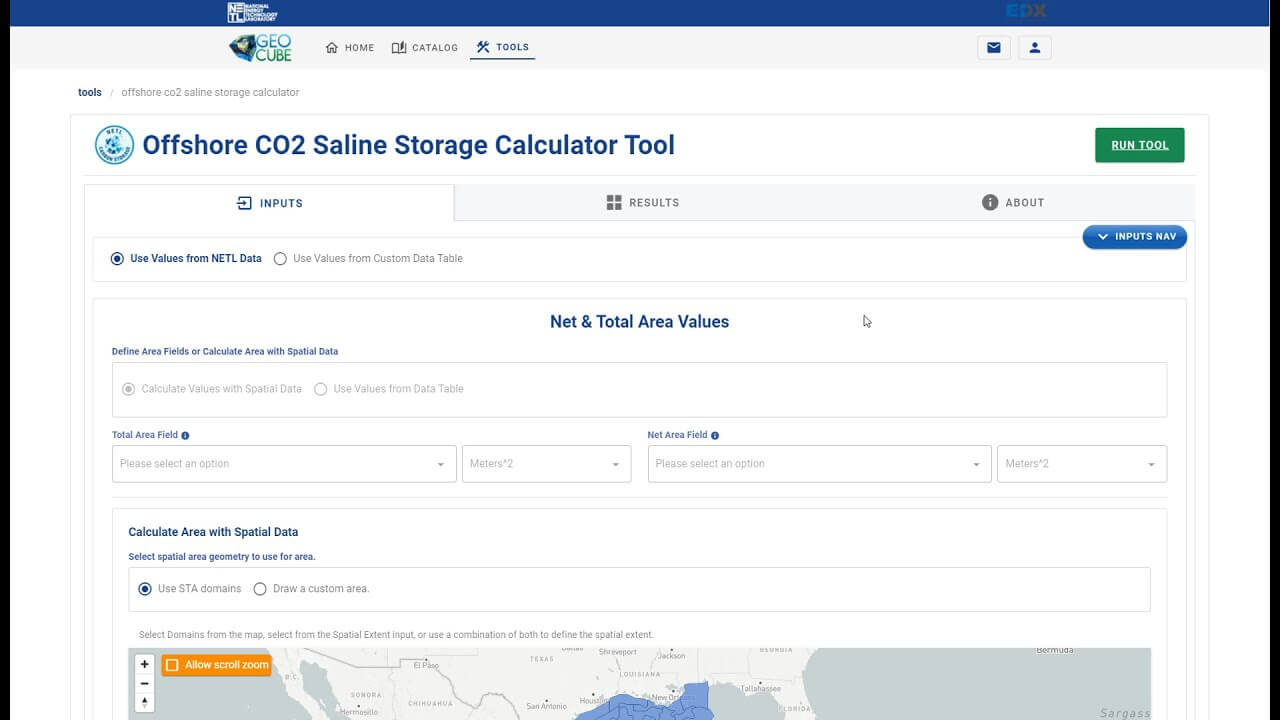 NETL NATIONAL ENERGY TECHNOLOGY LABORATORY
EDX
GEO CUBE
HOME
CATALOG
TOOLS
tools / offshore co2 saline storage calculator
NETL CARBON STORAGE
Offshore CO2 Saline Storage Calculator Tool
RUN TOOL
INPUTS
RESULTS
ABOUT
INPUTS NAV
Use Values from NETL Data
Use Values from Custom Data Table
Net & Total Area Values
Define Area Fields or Calculate Area with Spatial Data
Calculate Values with Spatial Data
Use Values from Data Table
Total Area Field
Net Area Field
Please select an option
Meters^2
Please select an option
Meters^2
Calculate Area with Spatial Data
Select spatial area geometry to use for area.
Use STA domains
Draw a custom area.
Select Domains from the map, select from the Spatial Extent input, or use a combination of both to define the spatial extent.
+
Allow scroll zoom
−
B.C.
SONORA
Hermosillo
El Paso
CHIHUAHUA
TEXAS
San Antonio
Dallas
Shreveport
Jackson
LOUISIANA
New Orleans
Houston
GEORGIA
Tallahassee
FLORIDA
Bermuda
Sargass